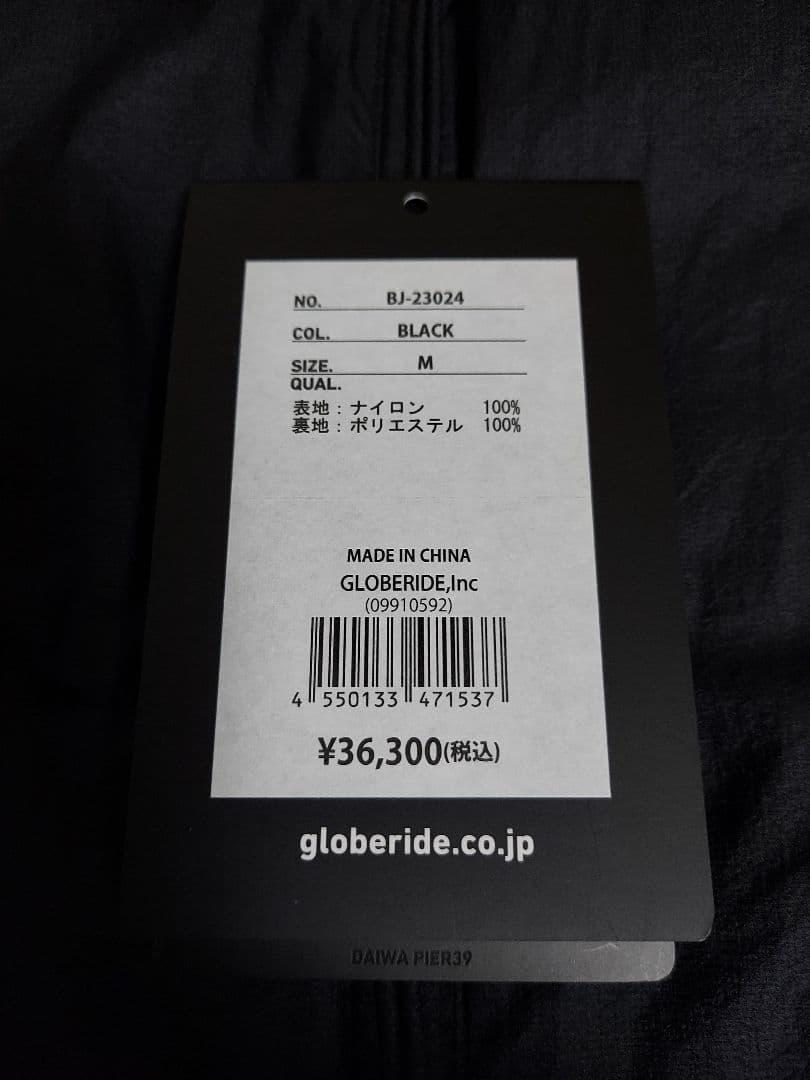 NO. BJ-23024
COL. BLACK
SIZE. M
QUAL.
表地：ナイロン 100%
裏地：ポリエステル 100%
MADE IN CHINA
GLOBERIDE,Inc
(09910592)
4 550133 471537
¥36,300(税込)
globeride.co.jp
DAIWA PIER39